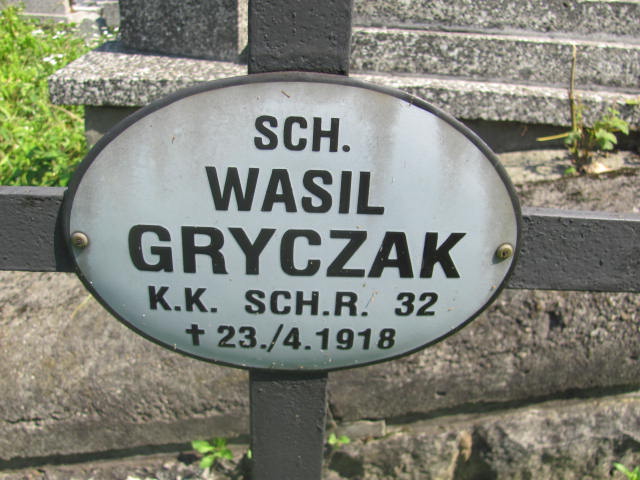 SCH.
WASIL
GRYCZAK
K.K. SCH.R. 32
† 23./4.1918